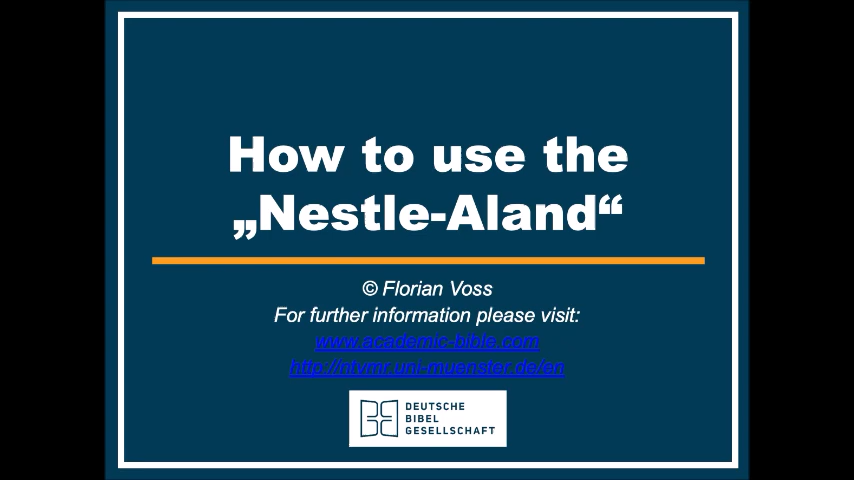 How to use the
„Nestle-Aland“
© Florian Voss
For further information please visit:
www.academic-bible.com
http://ntvmr.uni-muenster.de/en
DEUTSCHE
BIBEL
GESELLSCHAFT